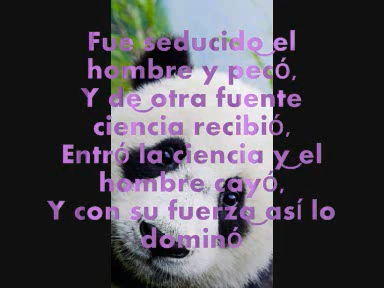 Fue seducido el
hombre y pecó,
Y de otra fuente
ciencia recibió,
Entró la ciencia y el
hombre cayó,
Y con su fuerza así lo
dominó